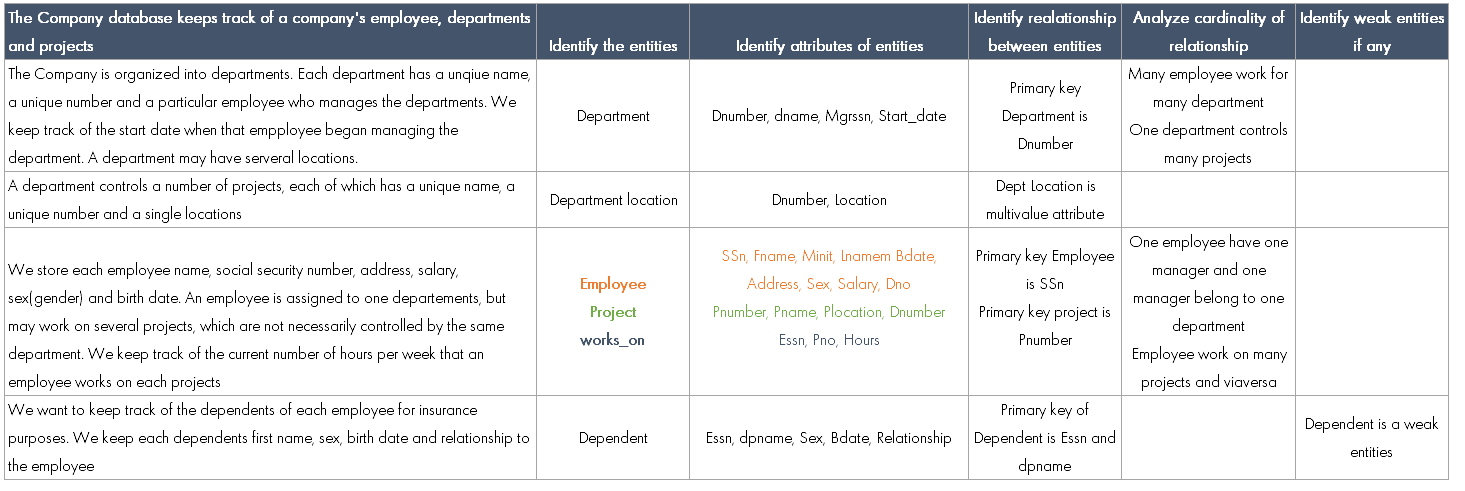 The Company database keeps track of a company's employee, departments
and projects
Identify the entities
Identify attributes of entities
Identify realationship
between entities
Analyze cardinality of
relationship
Identify weak entities
if any
The Company is organized into departments. Each department has a unqiue name,
a unique number and a particular employee who manages the departments. We
keep track of the start date when that emppployee began managing the
department. A department may have serveral locations.
Department
Dnumber, dname, Mgrssn, Start_date
Primary key
Department is
Dnumber
Many employee work for
many department
One department controls
many projects
A department controls a number of projects, each of which has a unique name, a
unique number and a single locations
Department location
Dnumber, Location
Dept Location is
multivalue attribute
We store each employee name, social security number, address, salary,
sex(gender) and birth date. An employee is assigned to one departements, but
may work on several projects, which are not necessarily controlled by the same
department. We keep track of the current number of hours per week that an
employee works on each projects
Employee
Project
works_on
SSn, Fname, Minit, Lnamem Bdate,
Address, Sex, Salary, Dno
Pnumber, Pname, Plocation, Dnumber
Essn, Pno, Hours
Primary key Employee
is SSn
Primary key project is
Pnumber
One employee have one
manager and one
manager belong to one
department
Employee work on many
projects and viaversa
We want to keep track of the dependents of each employee for insurance
purposes. We keep each dependents first name, sex, birth date and relationship to
the employee
Dependent
Essn, dpname, Sex, Bdate, Relationship
Primary key of
Dependent is Essn and
dpname
Dependent is a weak
entities